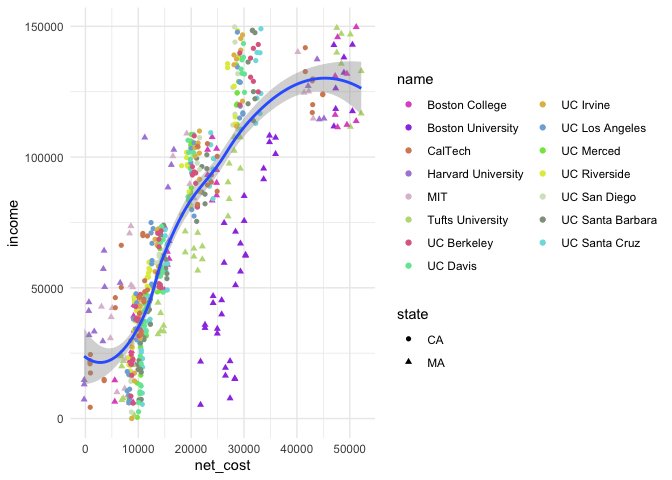 150000
100000
50000
0
income
0 10000 20000 30000 40000 50000
net_cost
name
Boston College UC Irvine
Boston University UC Los Angeles
CalTech UC Merced
Harvard University UC Riverside
MIT UC San Diego
Tufts University UC Santa Barbara
UC Berkeley UC Santa Cruz
UC Davis
state
CA
MA